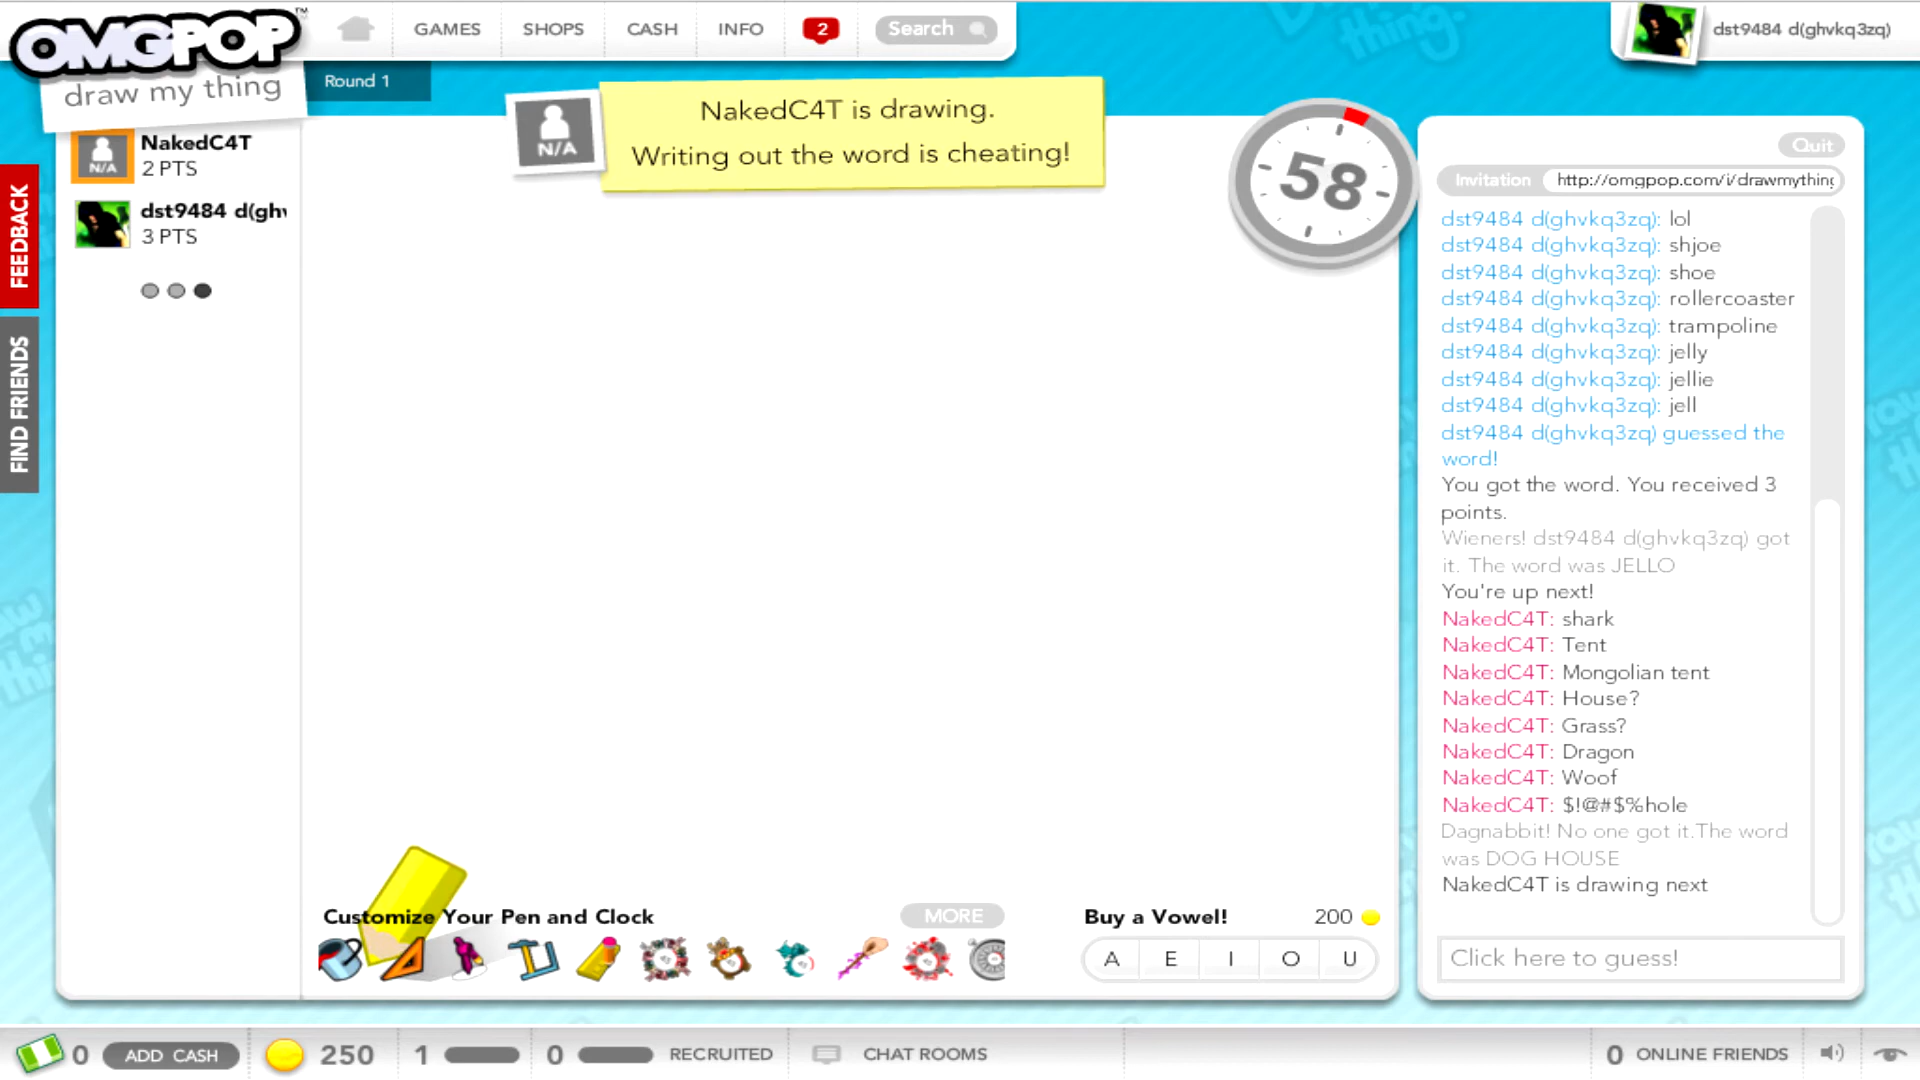 OMGPOP™
draw my thing
GAMES
SHOPS
CASH
INFO
2
Search
dst9484 d(ghvkq3zq)
Round 1
NakedC4T
2 PTS
dst9484 d(ghv
3 PTS
FEEDBACK
FIND FRIENDS
N/A
N/A
NakedC4T is drawing.
Writing out the word is cheating!
58
Quit
Invitation http://omgpop.com/i/drawmything
dst9484 d(ghvkq3zq): lol
dst9484 d(ghvkq3zq): shjoe
dst9484 d(ghvkq3zq): shoe
dst9484 d(ghvkq3zq): rollercoaster
dst9484 d(ghvkq3zq): trampoline
dst9484 d(ghvkq3zq): jelly
dst9484 d(ghvkq3zq): jellie
dst9484 d(ghvkq3zq): jell
dst9484 d(ghvkq3zq) guessed the
word!
You got the word. You received 3
points.
Wieners! dst9484 d(ghvkq3zq) got
it. The word was JELLO
You're up next!
NakedC4T: shark
NakedC4T: Tent
NakedC4T: Mongolian tent
NakedC4T: House?
NakedC4T: Grass?
NakedC4T: Dragon
NakedC4T: Woof
NakedC4T: $!@#$%hole
Dagnabbit! No one got it.The word
was DOG HOUSE
NakedC4T is drawing next
Click here to guess!
Customize Your Pen and Clock
MORE
Buy a Vowel!
200
A E I O U
0
ADD CASH
250
1
0
RECRUITED
CHAT ROOMS
0 ONLINE FRIENDS